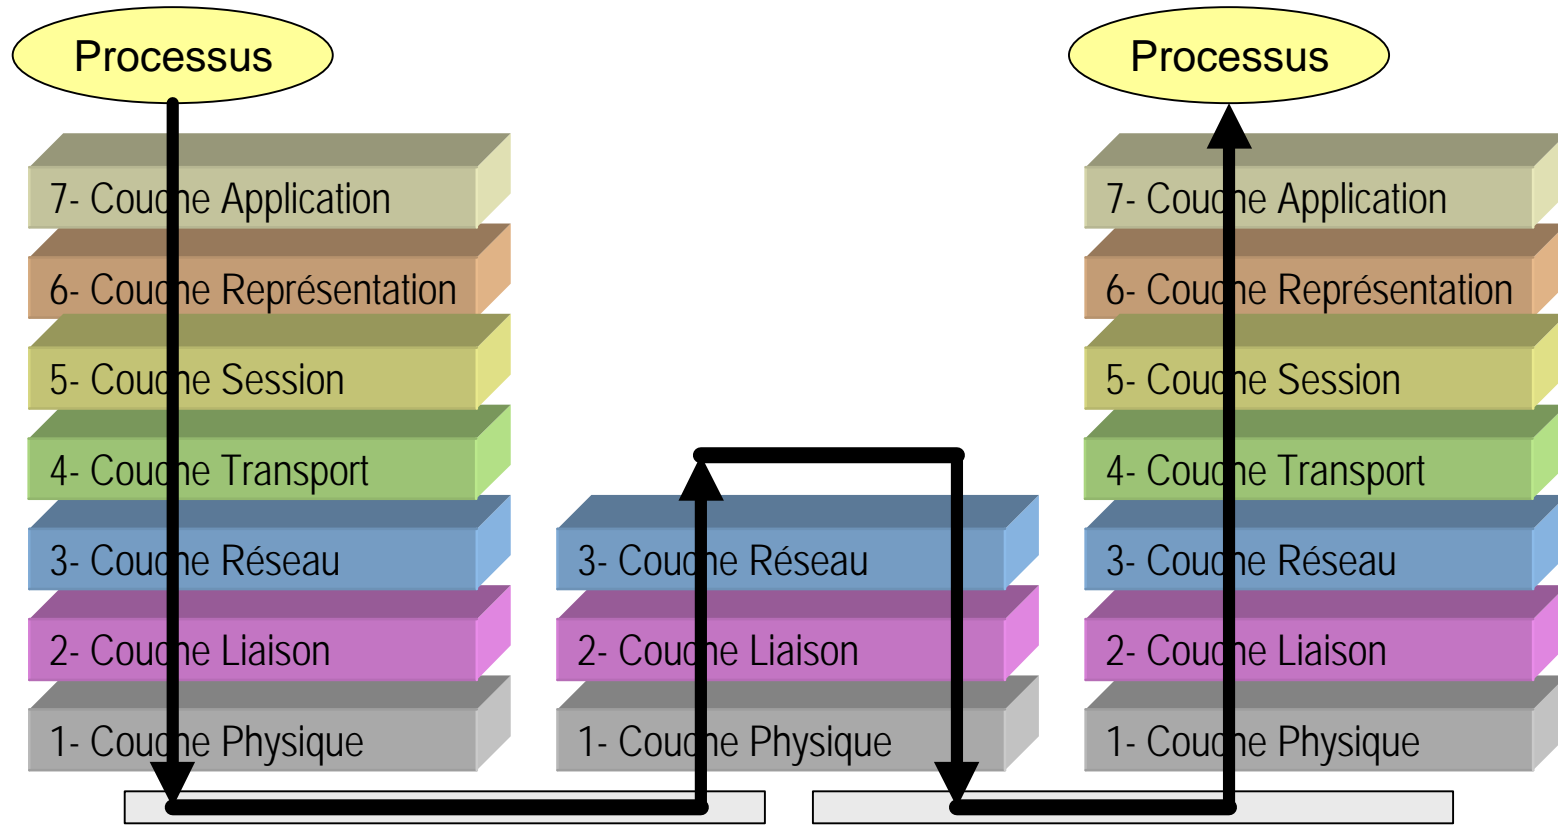 Processus
7- Couche Application
6- Couche Représentation
5- Couche Session
4- Couche Transport
3- Couche Réseau
2- Couche Liaison
1- Couche Physique
3- Couche Réseau
2- Couche Liaison
1- Couche Physique
Processus
7- Couche Application
6- Couche Représentation
5- Couche Session
4- Couche Transport
3- Couche Réseau
2- Couche Liaison
1- Couche Physique